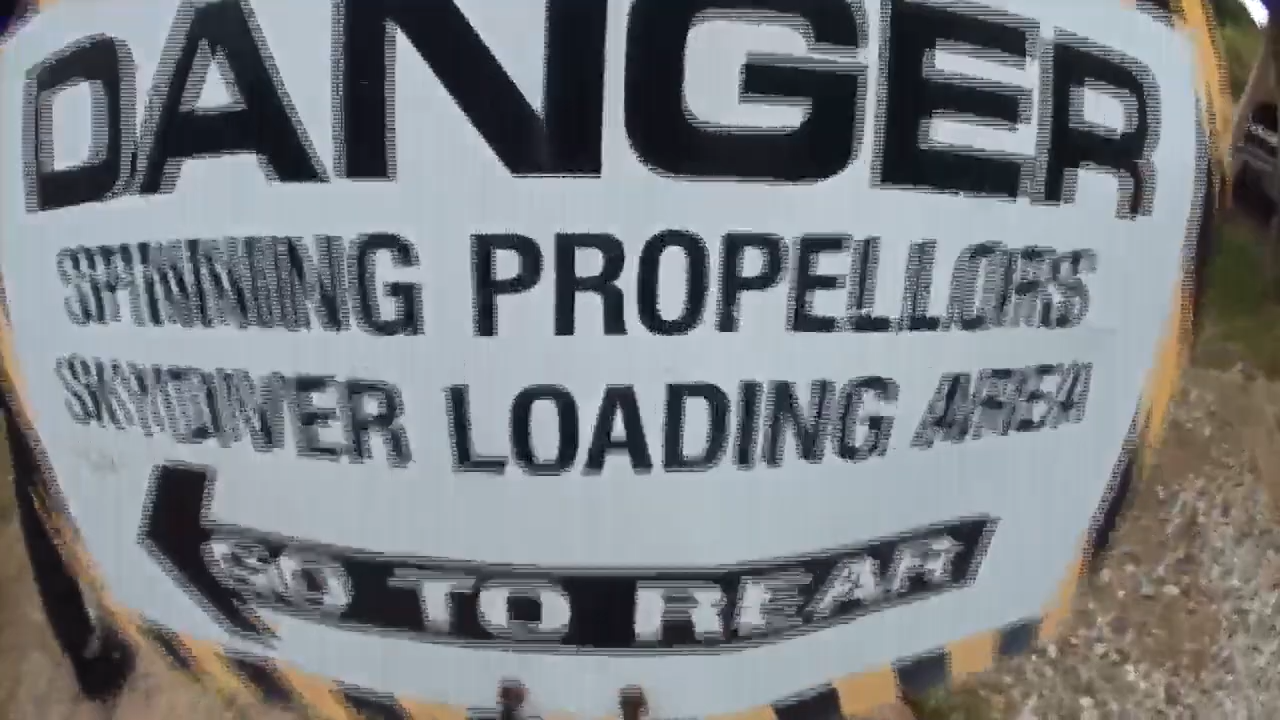 DANGER
SPINNING PROPELLORS
SKYDIVER LOADING AREA
GO TO REAR